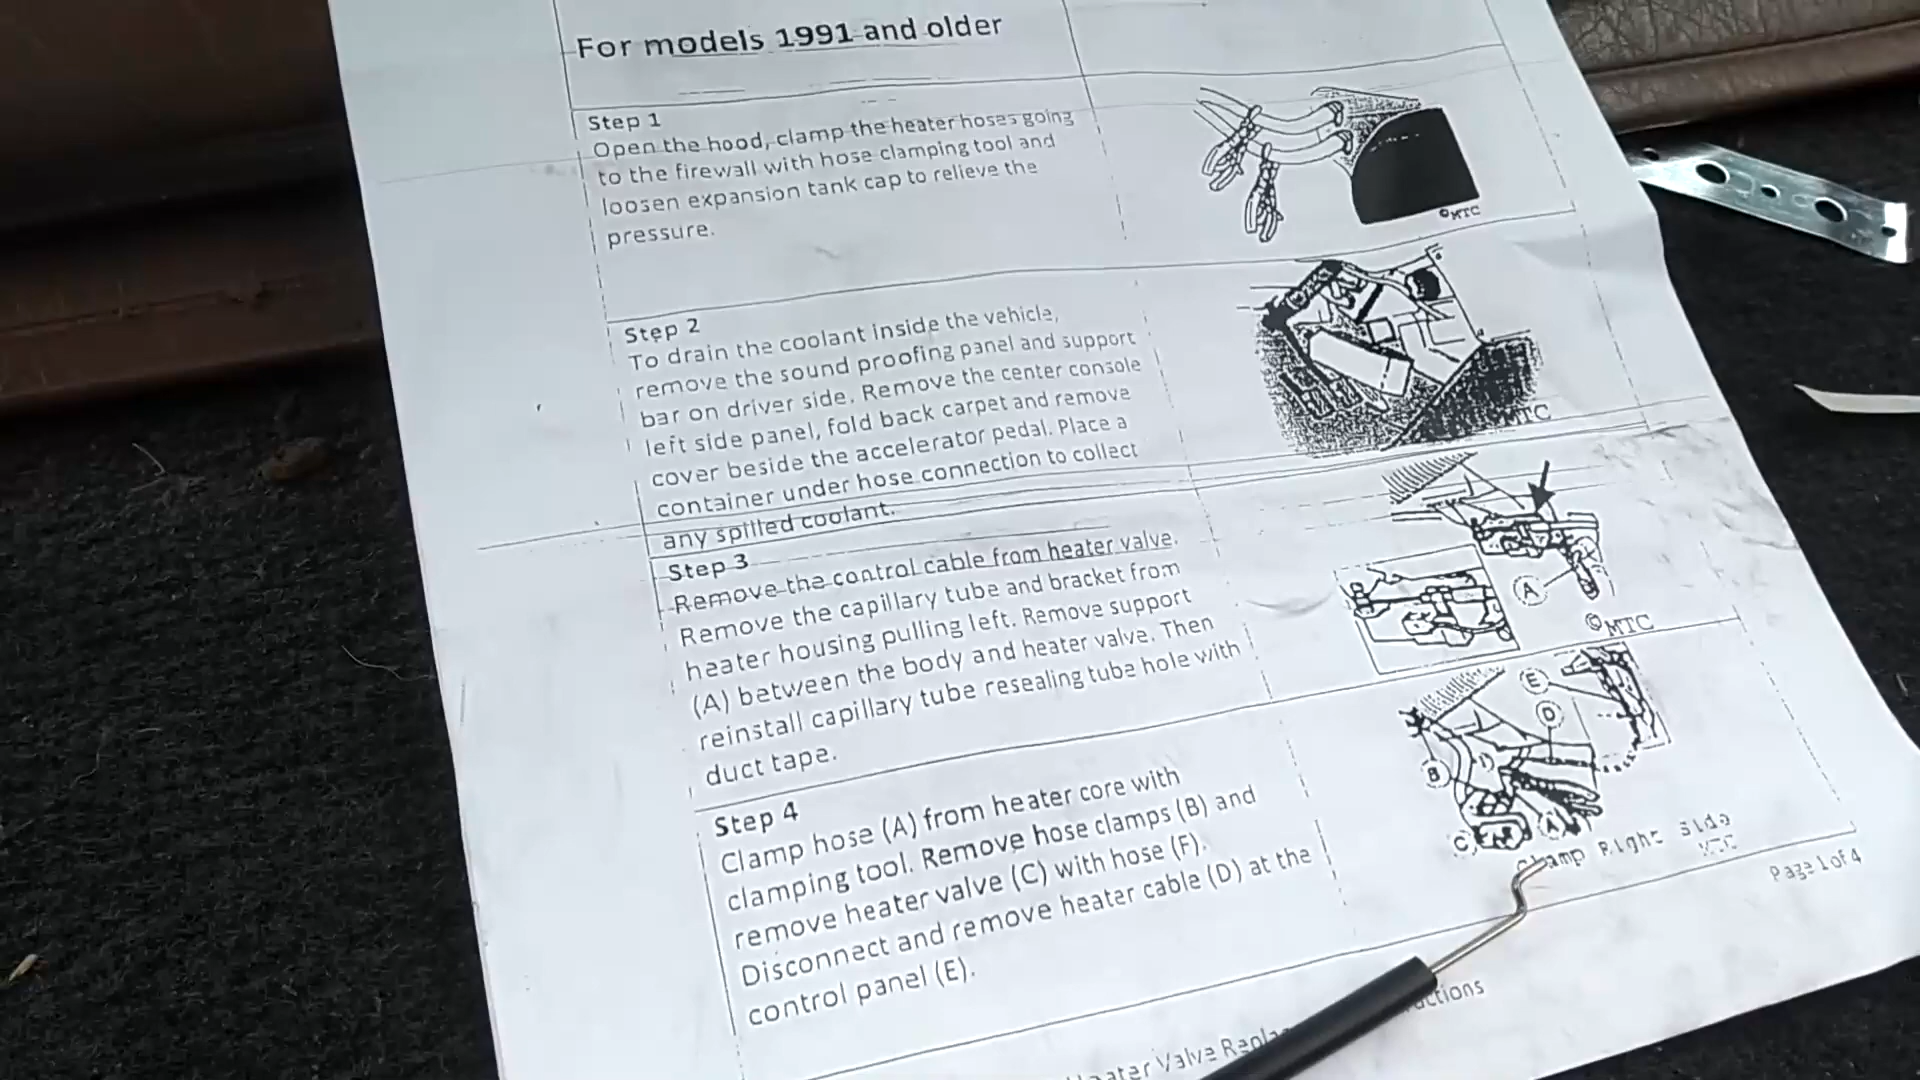 For models 1991 and older
Step 1
Open the hood, clamp the heater hoses going
to the firewall with hose clamping tool and
loosen expansion tank cap to relieve the
pressure.
©MTC
Step 2
To drain the coolant inside the vehicle,
remove the sound proofing panel and support
bar on driver side. Remove the center console
left side panel, fold back carpet and remove
cover beside the accelerator pedal. Place a
container under hose connection to collect
any spilled coolant.
MTC
Step 3
Remove the control cable from heater valve.
Remove the capillary tube and bracket from
heater housing pulling left. Remove support
(A) between the body and heater valve. Then
reinstall capillary tube resealing tube hole with
duct tape.
A
©MTC
Step 4
Clamp hose (A) from heater core with
clamping tool. Remove hose clamps (B) and
remove heater valve (C) with hose (F).
Disconnect and remove heater cable (D) at the
control panel (E).
E
D
B
C
A
Clamp Right Side
Page 1 of 4
Heater Valve